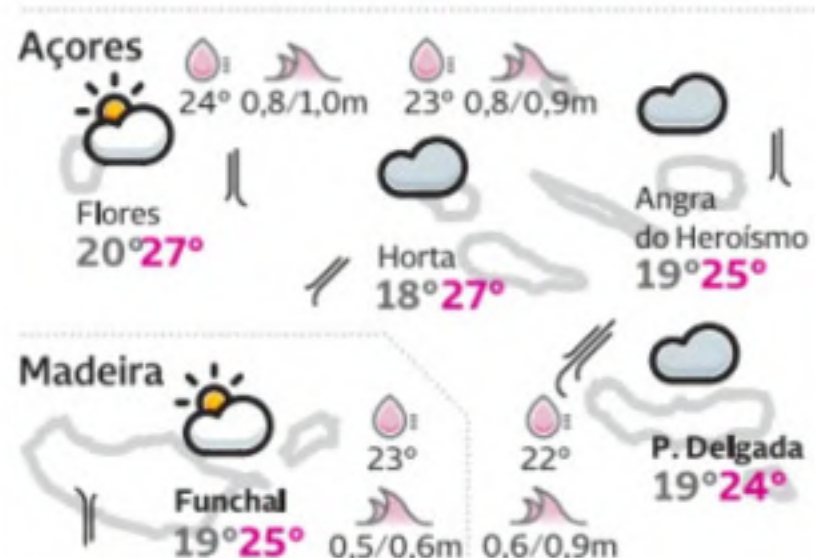 Açores
24° 0,8/1,0m
23° 0,8/0,9m
Flores
20° 27°
Horta
18° 27°
Angra
do Heroísmo
19° 25°
Madeira
Funchal
19° 25°
23°
0,5/0,6m
22°
0,6/0,9m
P. Delgada
19° 24°